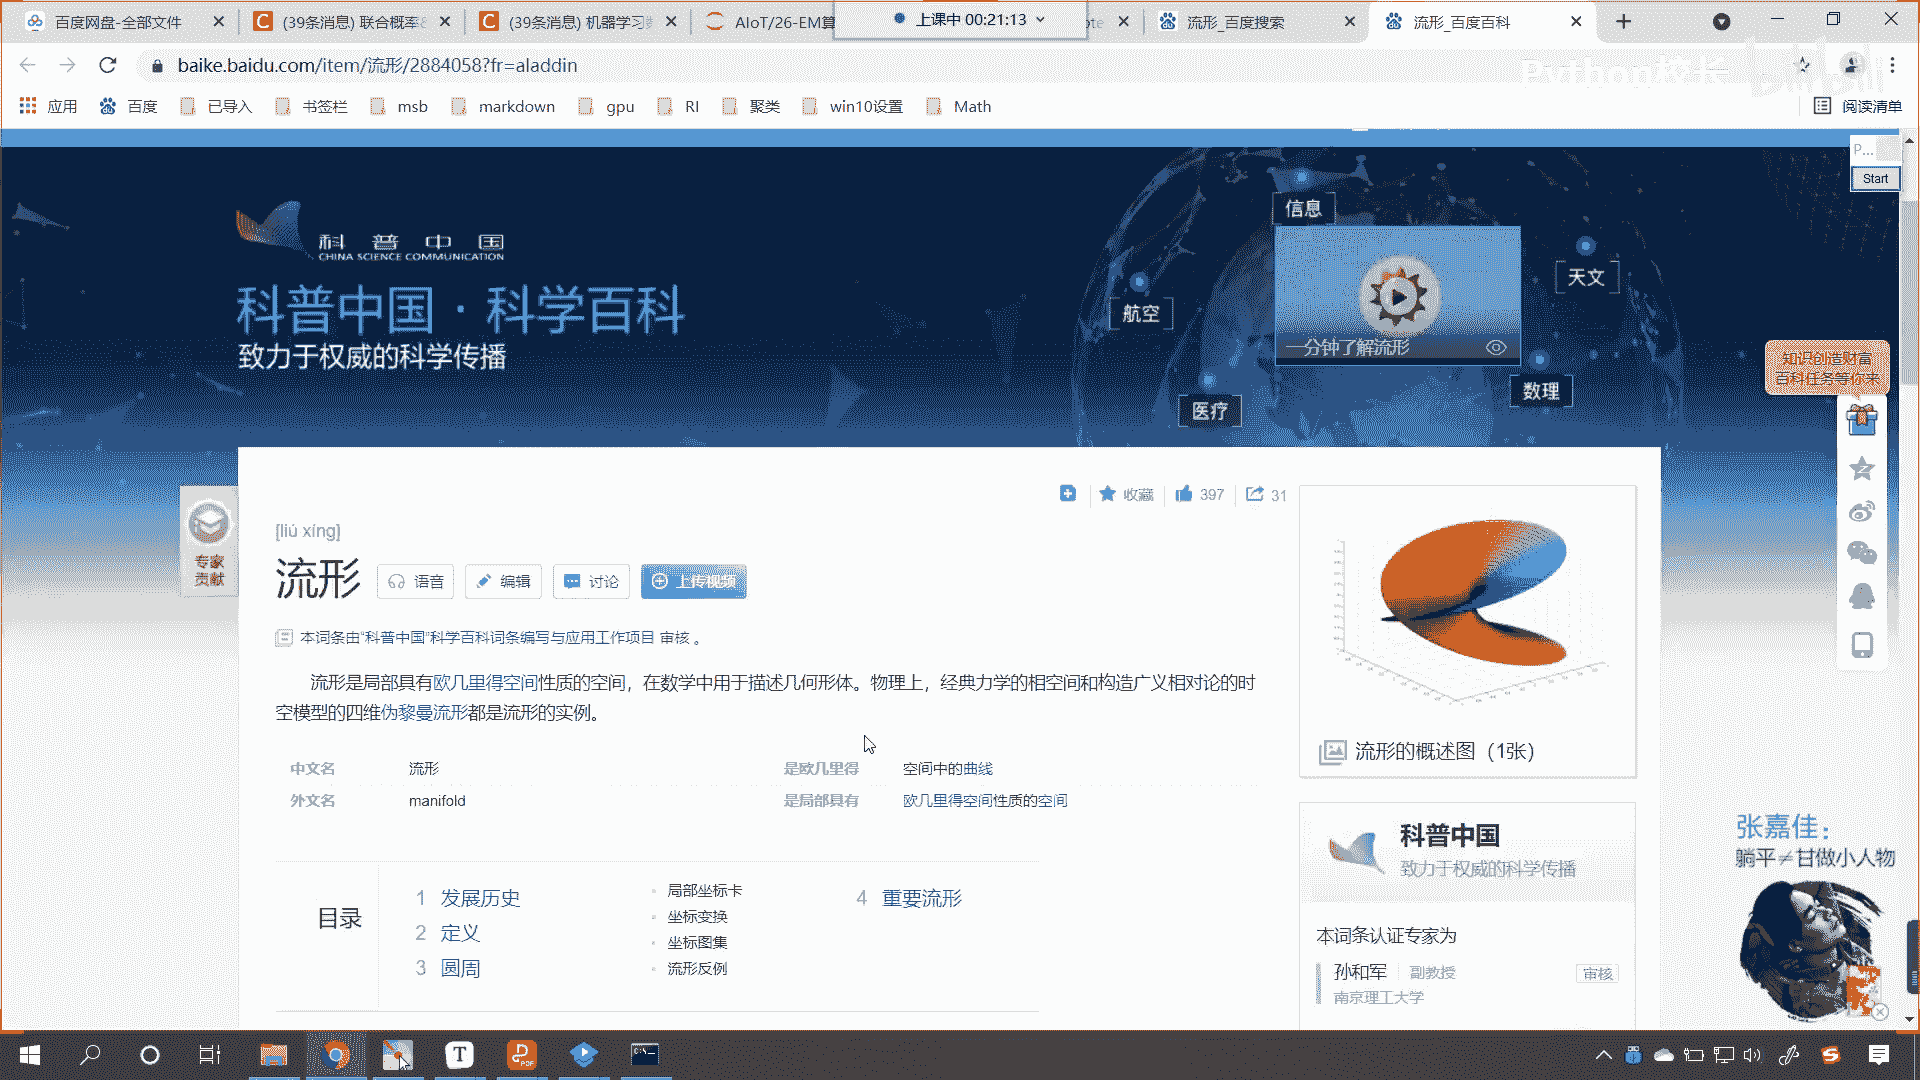 百度网盘-全部文件
(39条消息) 联合概率
(39条消息) 机器学习
AIoT/26-EM算
上课中 00:21:13
流形_百度搜索
流形_百度百科
baike.baidu.com/item/流形/2884058?fr=aladdin
Python校长
bilibili
应用
百度
已导入
书签栏
msb
markdown
gpu
RI
聚类
win10设置
Math
阅读清单
P...
Start
科普中国
CHINA SCIENCE COMMUNICATION
科普中国·科学百科
致力于权威的科学传播
信息
天文
航空
一分钟了解流形
数理
医疗
知识创造财富
百科任务等你来
专家
贡献
收藏
397
31
[liú xíng]
流形
语音
编辑
讨论
上传视频
本词条由“科普中国”科学百科词条编写与应用工作项目 审核 。
流形是局部具有欧几里得空间性质的空间，在数学中用于描述几何形体。物理上，经典力学的相空间和构造广义相对论的时
空模型的四维伪黎曼流形都是流形的实例。
中文名 流形 是欧几里得 空间中的曲线
外文名 manifold 是局部具有 欧几里得空间性质的空间
目录
1 发展历史
2 定义
3 圆周
局部坐标卡
坐标变换
坐标图集
流形反例
4 重要流形
流形的概述图（1张）
科普中国
致力于权威的科学传播
本词条认证专家为
孙和军 副教授 审核
南京理工大学
张嘉佳：
躺平≠甘做小人物